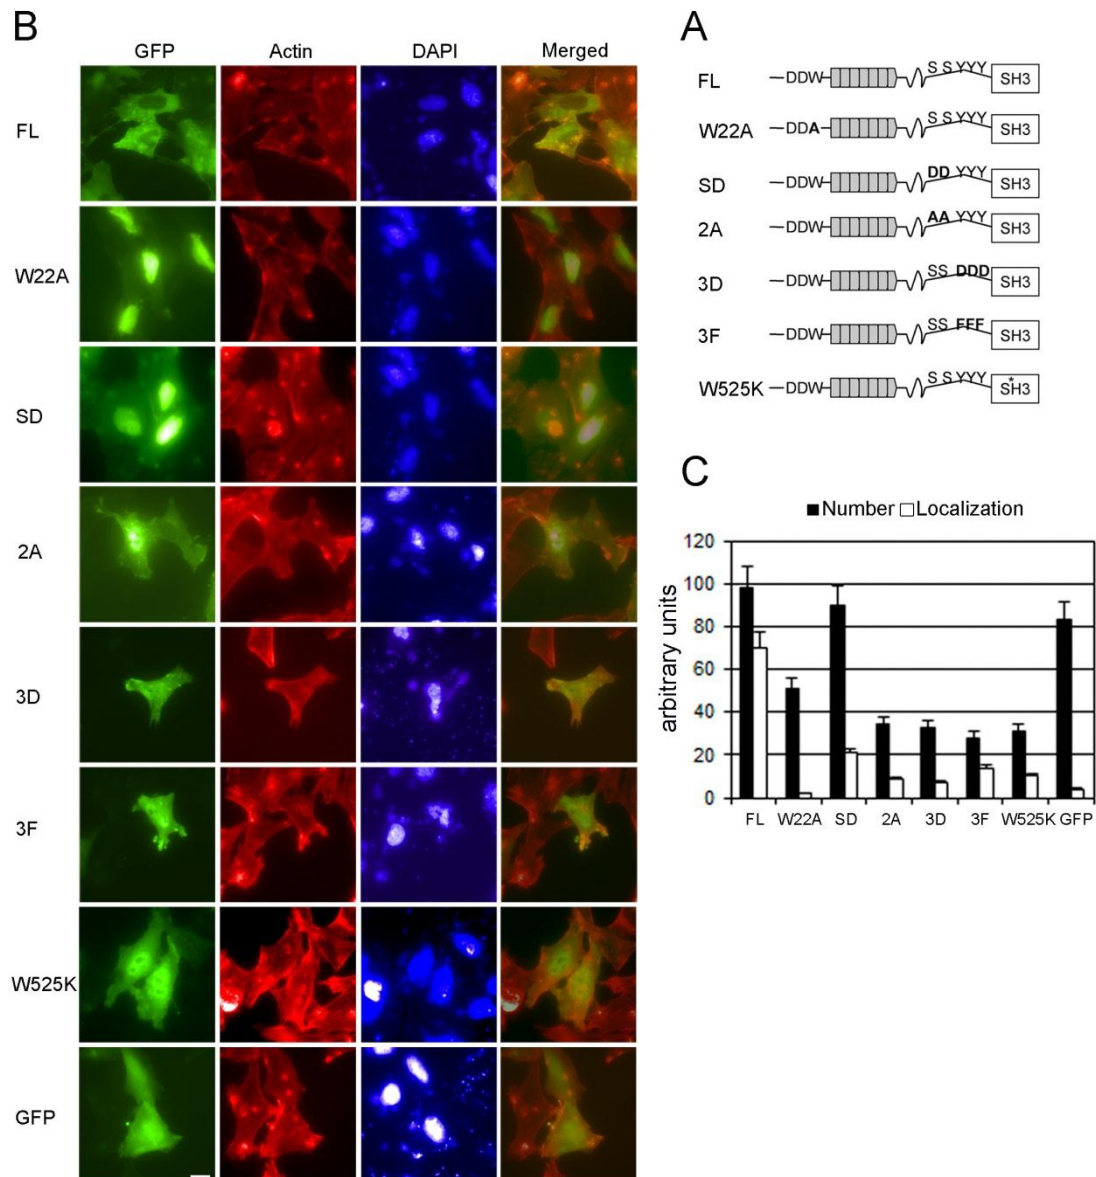 B
GFP Actin DAPI Merged
FL
W22A
SD
2A
3D
3F
W525K
GFP
A
FL DDW S S YYY SH3
W22A DDA S S YYY SH3
SD DDW DD YYY SH3
2A DDW AA YYY SH3
3D DDW SS DDD SH3
3F DDW SS FFF SH3
W525K DDW S S YYY SH3
*
C
Number Localization
arbitrary units
120
100
80
60
40
20
0
FL W22A SD 2A 3D 3F W525K GFP